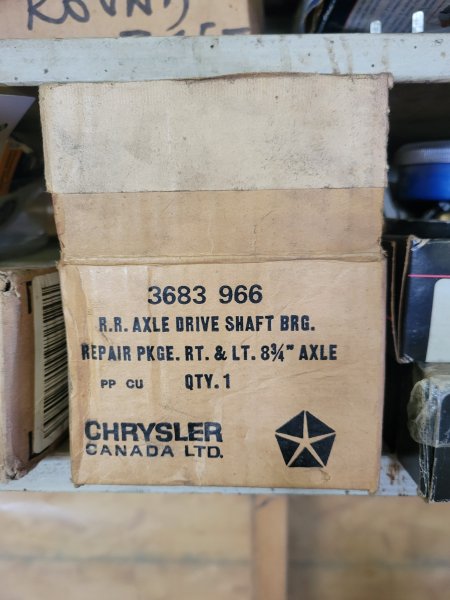 ROUND
3683 966
R.R. AXLE DRIVE SHAFT BRG.
REPAIR PKGE. RT. & LT. 8¾" AXLE
PP CU QTY. 1
CHRYSLER
CANADA LTD.